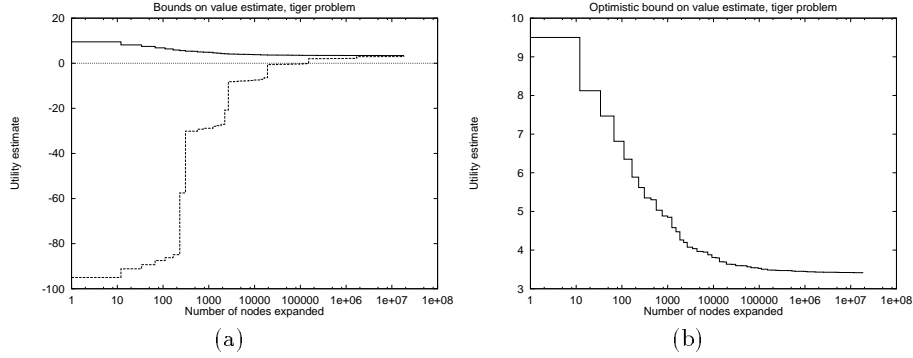 Bounds on value estimate, tiger problem
20
0
-20
-40
-60
-80
-100
Utility estimate
1 10 100 1000 10000 100000 1e+06 1e+07 1e+08
Number of nodes expanded
(a)
Optimistic bound on value estimate, tiger problem
10
9
8
7
6
5
4
3
Utility estimate
1 10 100 1000 10000 100000 1e+06 1e+07 1e+08
Number of nodes expanded
(b)